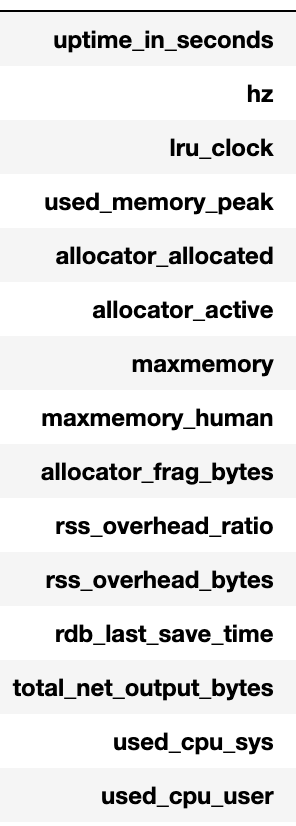 uptime_in_seconds
hz
lru_clock
used_memory_peak
allocator_allocated
allocator_active
maxmemory
maxmemory_human
allocator_frag_bytes
rss_overhead_ratio
rss_overhead_bytes
rdb_last_save_time
total_net_output_bytes
used_cpu_sys
used_cpu_user